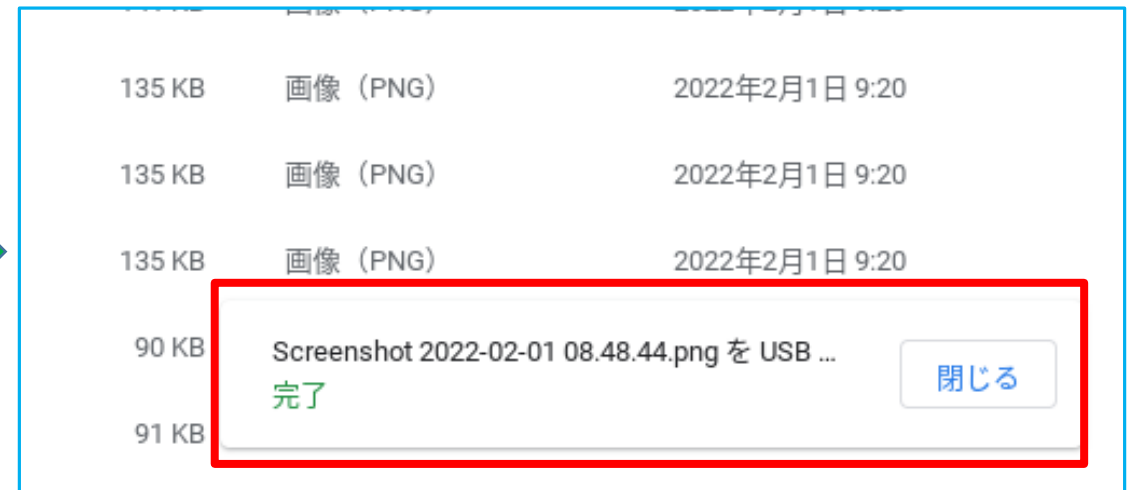 135 KB 画像（PNG） 2022年2月1日 9:20
135 KB 画像（PNG） 2022年2月1日 9:20
135 KB 画像（PNG） 2022年2月1日 9:20
90 KB
Screenshot 2022-02-01 08.48.44.png を USB ...
完了
閉じる
91 KB